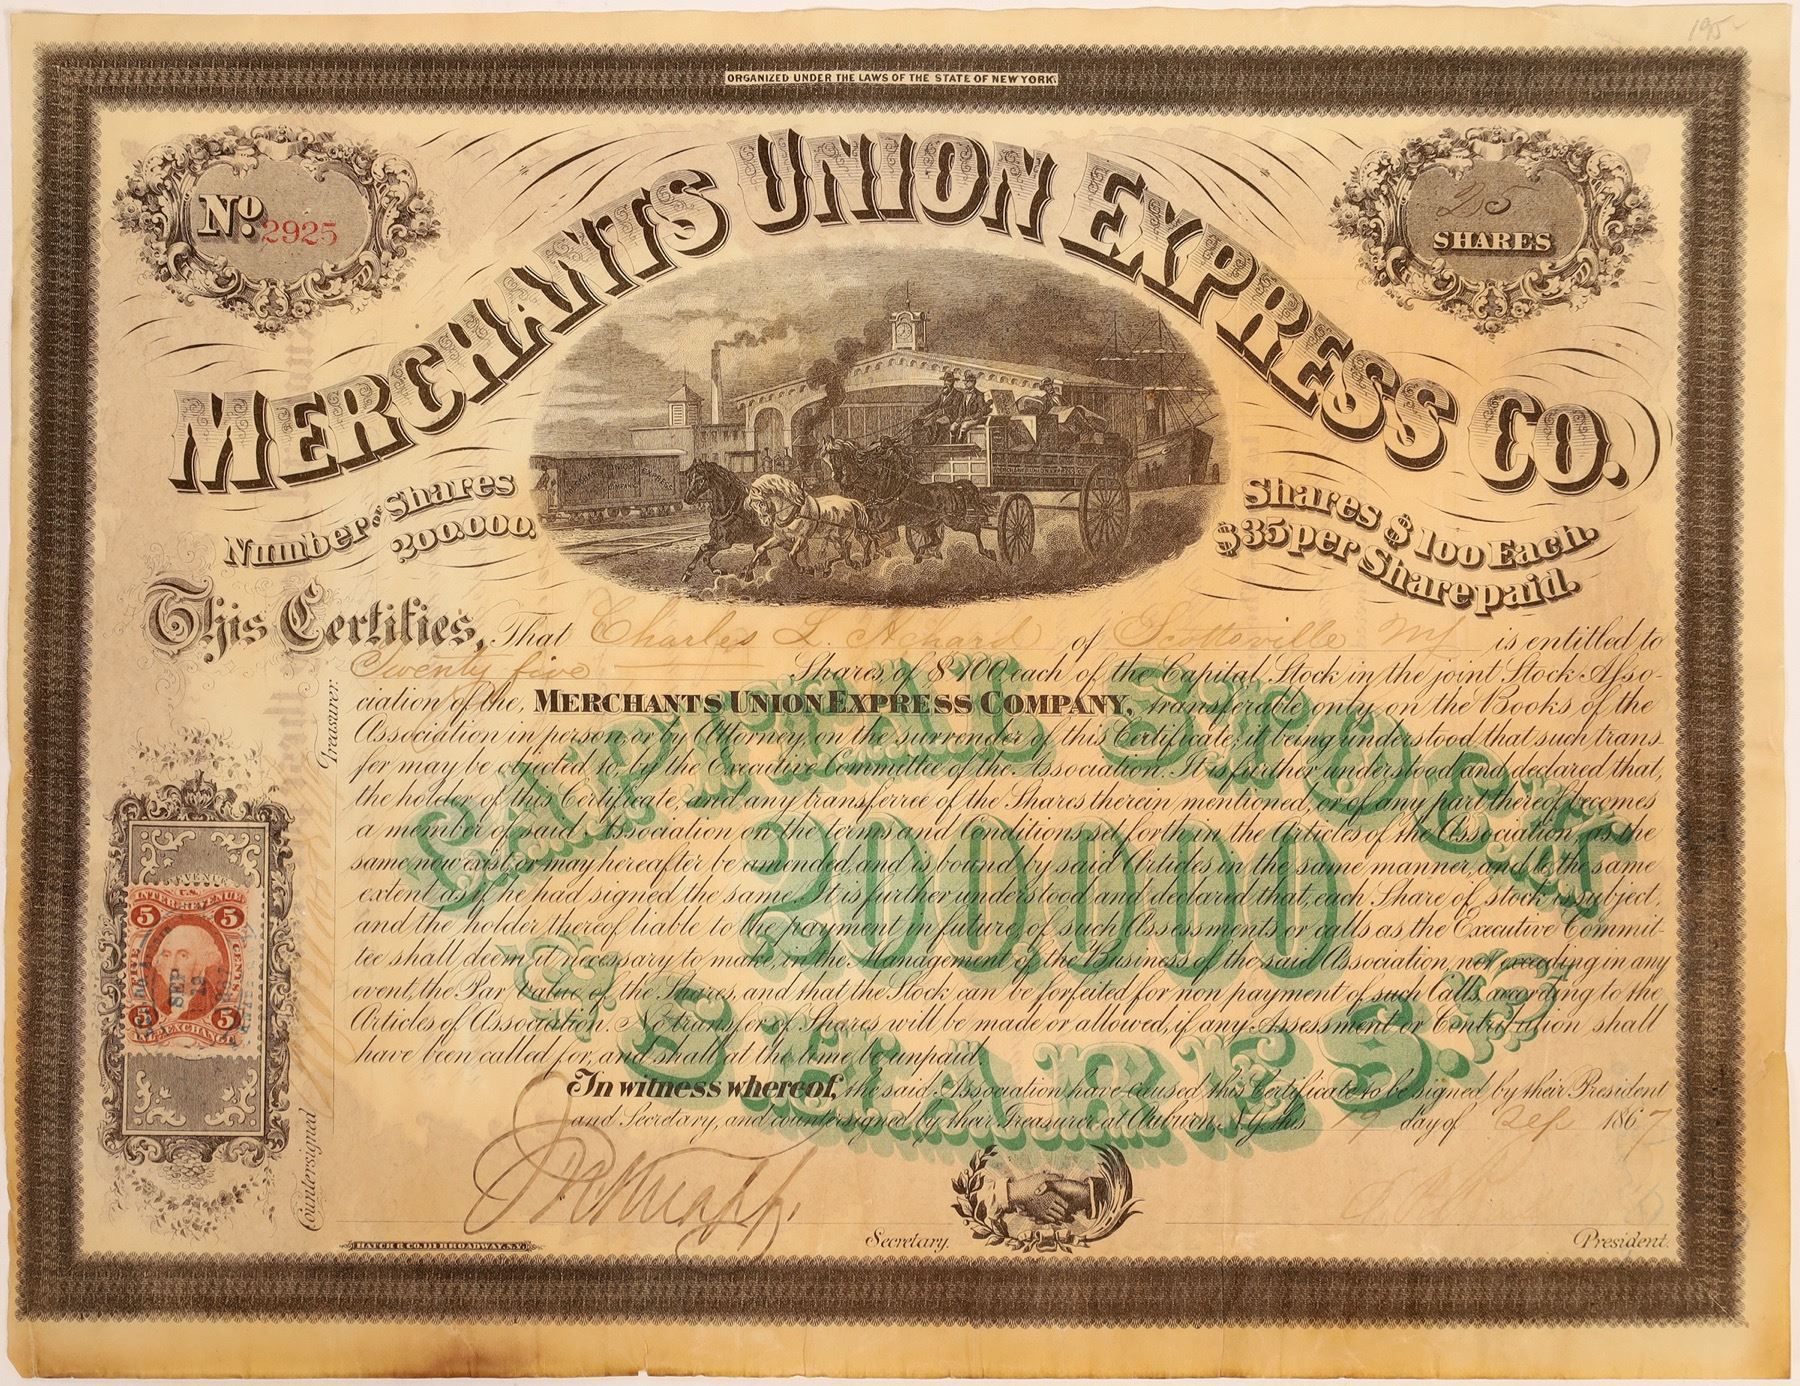 195
ORGANIZED UNDER THE LAWS OF THE STATE OF NEW YORK.
No. 2925
MERCHANTS UNION EXPRESS CO.
25
SHARES
Number of Shares
200.000.
Shares $100 Each.
$35 per Share paid.
This Certifies, That Charles L. Achard of Scottsville NY is entitled to
Twenty five Shares, of $100 each of the Capital Stock in the joint Stock Asso-
ciation of the, MERCHANTS UNION EXPRESS COMPANY, transferable only, on the Books of the
Association in person, or by Attorney, on the surrender of this Certificate; it being understood that such trans-
fer may be objected to, by the Executive Committee of the Association. It is further understood and declared that,
the holder of this Certificate, and any transferree of the Shares therein mentioned, or of any part thereof, becomes
a member of said Association on the terms and Conditions set forth in the Articles of the Association, as the
same now exist, or may hereafter be amended, and is bound by said Articles in the same manner, and to the same
extent as if he had signed the same. It is further understood and declared that, each Share of stock is subject,
and the holder thereof liable to the payment in future, of such Assessments or calls as the Executive Commit-
tee shall deem it necessary to make, in the Management of the Business of the said Association, not exceeding in any
event, the Par Value of the Shares, and that the Stock can be forfeited for non payment of such Calls, according to the
Articles of Association. No transfer of Shares will be made or allowed, if any Assessment or Contribution shall
have been called for, and shall at the time be unpaid.
CAPITAL STOCK
200,000
SHARES.
In witness whereof, the said Association have caused this Certificate to be signed by their President
and Secretary, and countersigned by their Treasurer at Auburn, N.Y. this 19 day of Sep 1867
Treasurer.
Countersigned
U.S.
INTER. REVENUE
5 5
FIVE CENTS
SEP
19
5 5
INL. EXCHANGE
Knapp
Secretary.
President.
HATCH & CO. 111 BROADWAY. N.Y.